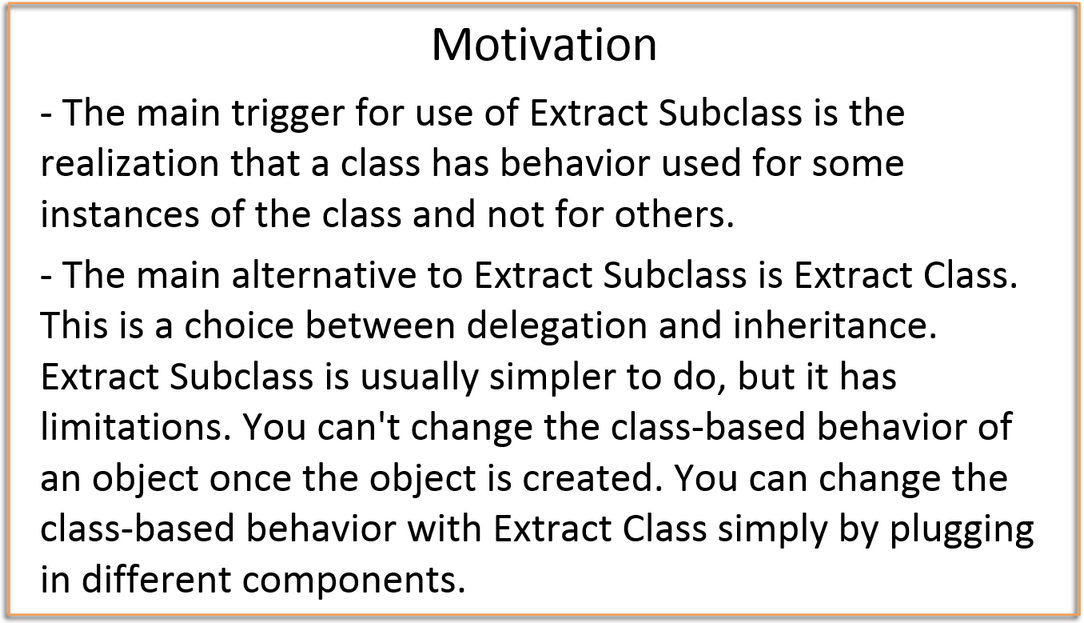 Motivation
- The main trigger for use of Extract Subclass is the
realization that a class has behavior used for some
instances of the class and not for others.
- The main alternative to Extract Subclass is Extract Class.
This is a choice between delegation and inheritance.
Extract Subclass is usually simpler to do, but it has
limitations. You can't change the class-based behavior of
an object once the object is created. You can change the
class-based behavior with Extract Class simply by plugging
in different components.